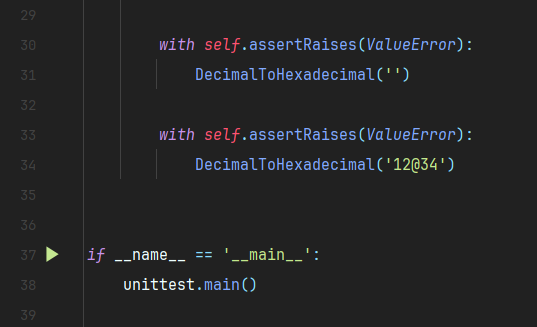 29
30 with self.assertRaises(ValueError):
31 DecimalToHexadecimal('')
32
33 with self.assertRaises(ValueError):
34 DecimalToHexadecimal('12@34')
35
36
37 if __name__ == '__main__':
38 unittest.main()
39